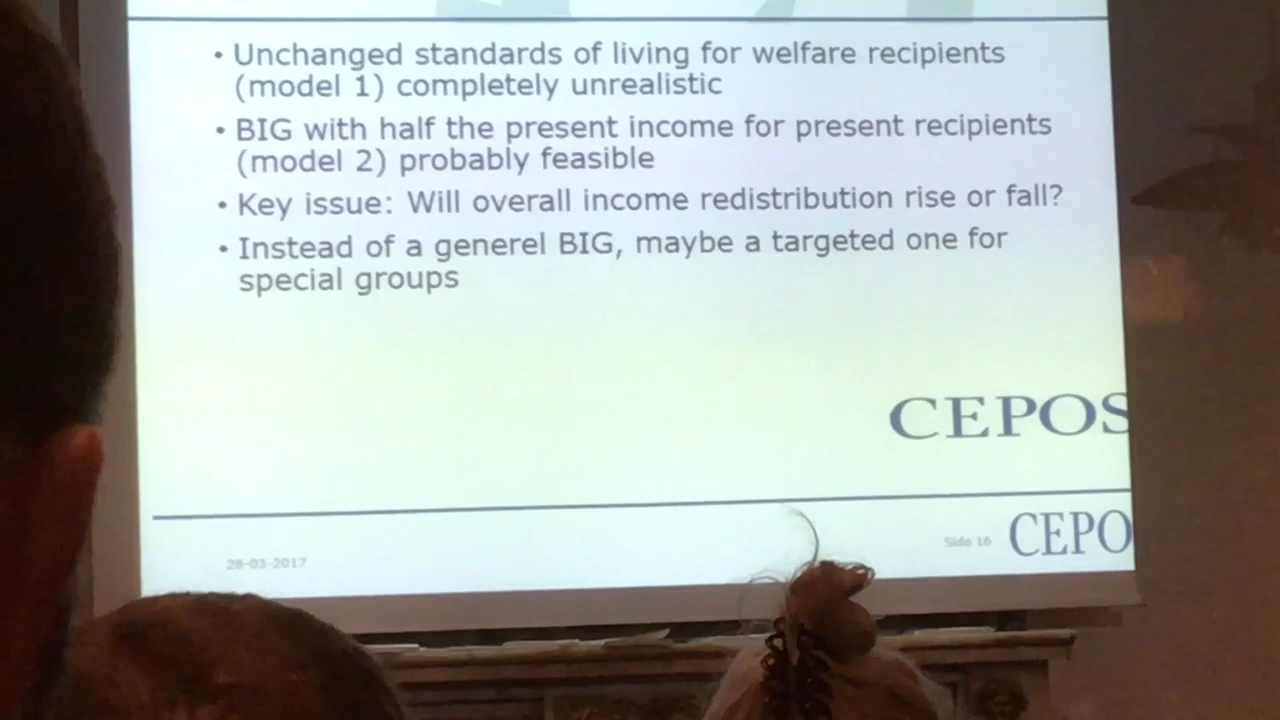 • Unchanged standards of living for welfare recipients
(model 1) completely unrealistic
• BIG with half the present income for present recipients
(model 2) probably feasible
• Key issue: Will overall income redistribution rise or fall?
• Instead of a generel BIG, maybe a targeted one for
special groups
CEPOS
28-03-2017
Side 16
CEPO